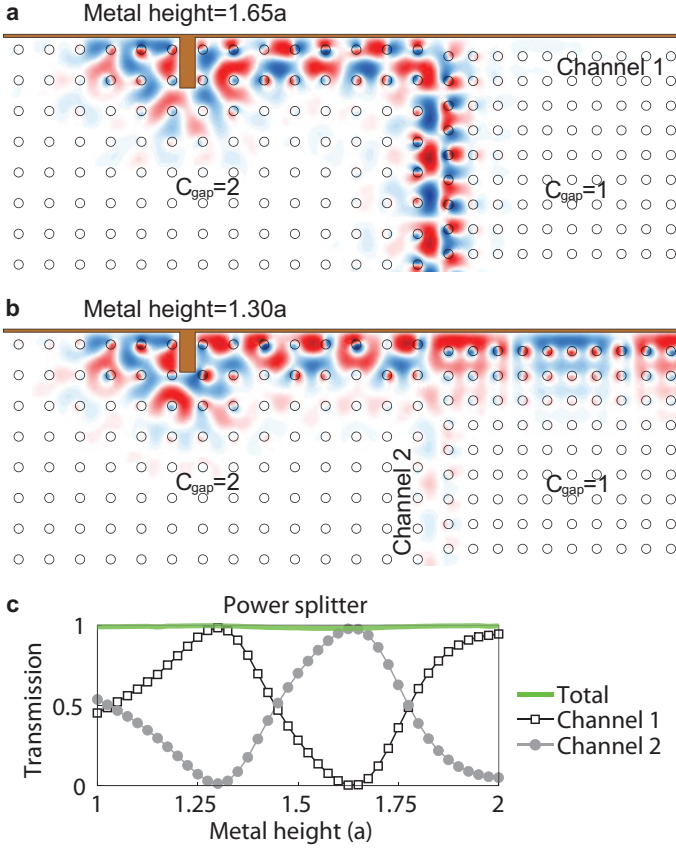 a
Metal height=1.65a
Channel 1
Cgap=2
Cgap=1
b
Metal height=1.30a
Channel 2
Cgap=2
Cgap=1
c
Power splitter
Transmission
1
0.5
0
1
1.25
1.5
1.75
2
Metal height (a)
Total
Channel 1
Channel 2